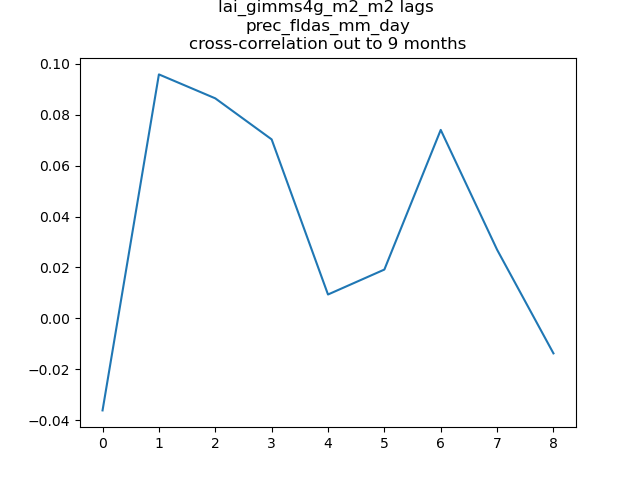 lai_gimms4g_m2_m2 lags
prec_fldas_mm_day
cross-correlation out to 9 months
0.10
0.08
0.06
0.04
0.02
0.00
−0.02
−0.04
0 1 2 3 4 5 6 7 8